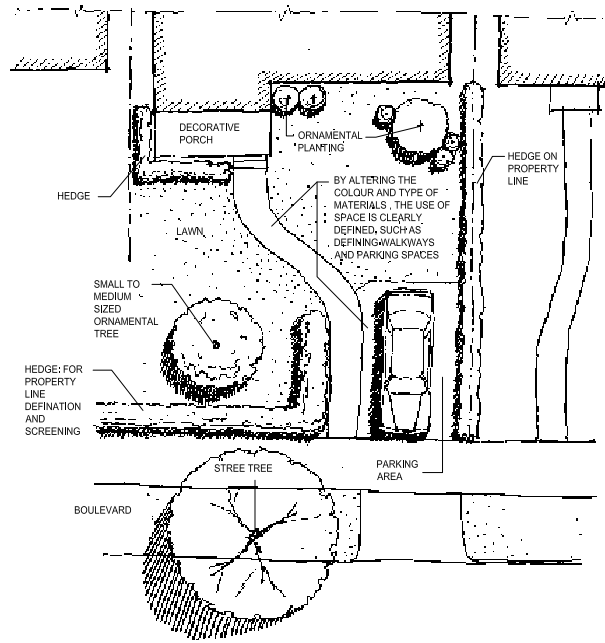 DECORATIVE
PORCH
ORNAMENTAL
PLANTING
HEDGE ON
PROPERTY
LINE
HEDGE
BY ALTERING THE
COLOUR AND TYPE OF
MATERIALS , THE USE OF
SPACE IS CLEARLY
DEFINED, SUCH AS
DEFINING WALKWAYS
AND PARKING SPACES
LAWN
SMALL TO
MEDIUM
SIZED
ORNAMENTAL
TREE
HEDGE: FOR
PROPERTY
LINE
DEFINATION
AND
SCREENING
STREE TREE
PARKING
AREA
BOULEVARD